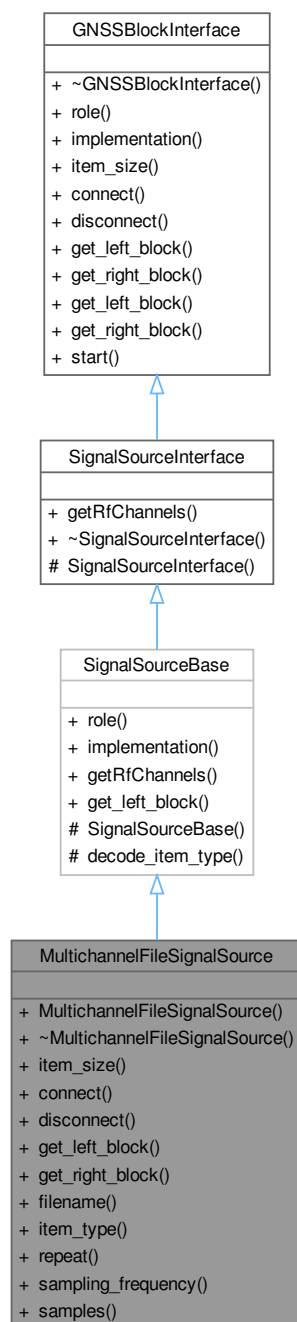 GNSSBlockInterface
+ ~GNSSBlockInterface()
+ role()
+ implementation()
+ item_size()
+ connect()
+ disconnect()
+ get_left_block()
+ get_right_block()
+ get_left_block()
+ get_right_block()
+ start()
SignalSourceInterface
+ getRfChannels()
+ ~SignalSourceInterface()
# SignalSourceInterface()
SignalSourceBase
+ role()
+ implementation()
+ getRfChannels()
+ get_left_block()
# SignalSourceBase()
# decode_item_type()
MultichannelFileSignalSource
+ MultichannelFileSignalSource()
+ ~MultichannelFileSignalSource()
+ item_size()
+ connect()
+ disconnect()
+ get_left_block()
+ get_right_block()
+ filename()
+ item_type()
+ repeat()
+ sampling_frequency()
+ samples()